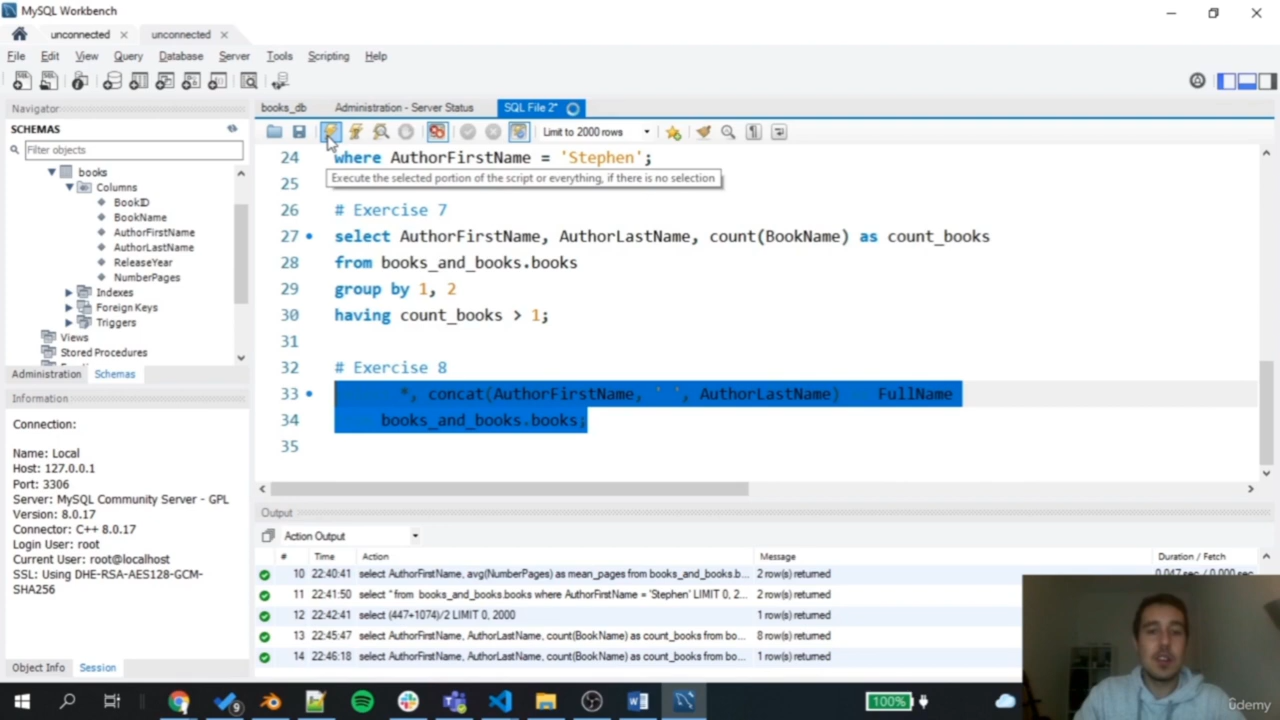 MySQL Workbench
unconnected
unconnected
File Edit View Query Database Server Tools Scripting Help
Navigator
SCHEMAS
Filter objects
books
Columns
BookID
BookName
AuthorFirstName
AuthorLastName
ReleaseYear
NumberPages
Indexes
Foreign Keys
Triggers
Views
Stored Procedures
Administration Schemas
Information
Connection:
Name: Local
Host: 127.0.0.1
Port: 3306
Server: MySQL Community Server - GPL
Version: 8.0.17
Connector: C++ 8.0.17
Login User: root
Current User: root@localhost
SSL: Using DHE-RSA-AES128-GCM-
SHA256
Object Info Session
books_db Administration - Server Status SQL File 2*
Limit to 2000 rows
24 where AuthorFirstName = 'Stephen';
Execute the selected portion of the script or everything, if there is no selection
25
26 # Exercise 7
27 select AuthorFirstName, AuthorLastName, count(BookName) as count_books
28 from books_and_books.books
29 group by 1, 2
30 having count_books > 1;
31
32 # Exercise 8
33 *, concat(AuthorFirstName, ' ', AuthorLastName) FullName
34 books_and_books.books;
35
Output
Action Output
# Time Action Message Duration / Fetch
10 22:40:41 select AuthorFirstName, avg(NumberPages) as mean_pages from books_and_books.b... 2 row(s) returned 0.047 sec / 0.000 sec
11 22:41:50 select * from books_and_books.books where AuthorFirstName = 'Stephen' LIMIT 0, 2... 2 row(s) returned
12 22:42:41 select (447+1074)/2 LIMIT 0, 2000 1 row(s) returned
13 22:45:47 select AuthorFirstName, AuthorLastName, count(BookName) as count_books from bo... 8 row(s) returned
14 22:46:18 select AuthorFirstName, AuthorLastName, count(BookName) as count_books from bo... 1 row(s) returned
9
100%
ûdemy